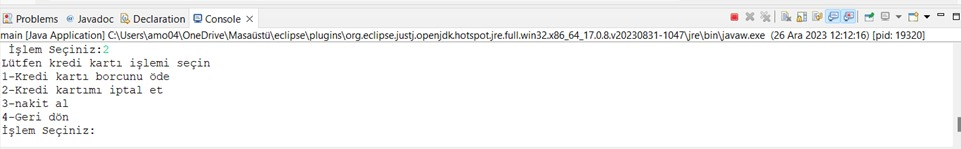 Problems @ Javadoc Declaration Console ×
main [Java Application] C:\Users\amo04\OneDrive\Masaüstü\eclipse\plugins\org.eclipse.justj.openjdk.hotspot.jre.full.win32.x86_64_17.0.8.v20230831-1047\jre\bin\javaw.exe (26 Ara 2023 12:12:16) [pid: 19320]
İşlem Seçiniz:2
Lütfen kredi kartı işlemi seçin
1-Kredi kartı borcunu öde
2-Kredi kartımı iptal et
3-nakit al
4-Geri dön
İşlem Seçiniz: